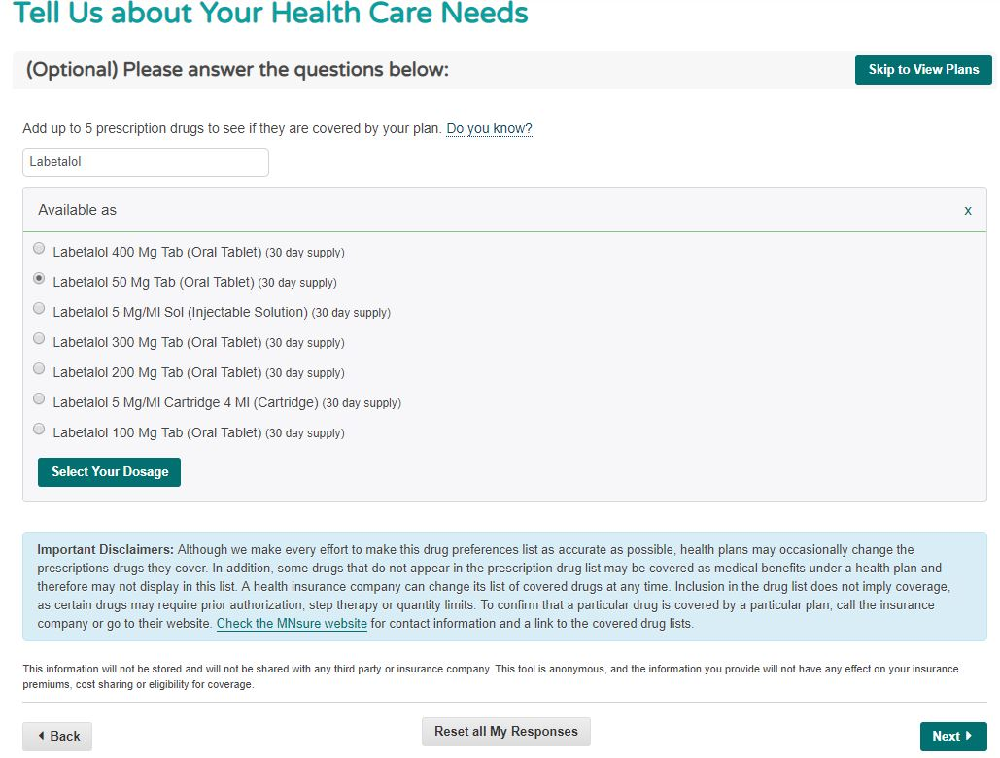 Tell Us about Your Health Care Needs
(Optional) Please answer the questions below:
Skip to View Plans
Add up to 5 prescription drugs to see if they are covered by your plan. Do you know?
Labetalol
Available as
x
Labetalol 400 Mg Tab (Oral Tablet) (30 day supply)
Labetalol 50 Mg Tab (Oral Tablet) (30 day supply)
Labetalol 5 Mg/Ml Sol (Injectable Solution) (30 day supply)
Labetalol 300 Mg Tab (Oral Tablet) (30 day supply)
Labetalol 200 Mg Tab (Oral Tablet) (30 day supply)
Labetalol 5 Mg/Ml Cartridge 4 Ml (Cartridge) (30 day supply)
Labetalol 100 Mg Tab (Oral Tablet) (30 day supply)
Select Your Dosage
Important Disclaimers: Although we make every effort to make this drug preferences list as accurate as possible, health plans may occasionally change the
prescriptions drugs they cover. In addition, some drugs that do not appear in the prescription drug list may be covered as medical benefits under a health plan and
therefore may not display in this list. A health insurance company can change its list of covered drugs at any time. Inclusion in the drug list does not imply coverage,
as certain drugs may require prior authorization, step therapy or quantity limits. To confirm that a particular drug is covered by a particular plan, call the insurance
company or go to their website. Check the MNsure website for contact information and a link to the covered drug lists.
This information will not be stored and will not be shared with any third party or insurance company. This tool is anonymous, and the information you provide will not have any effect on your insurance
premiums, cost sharing or eligibility for coverage.
Back
Reset all My Responses
Next